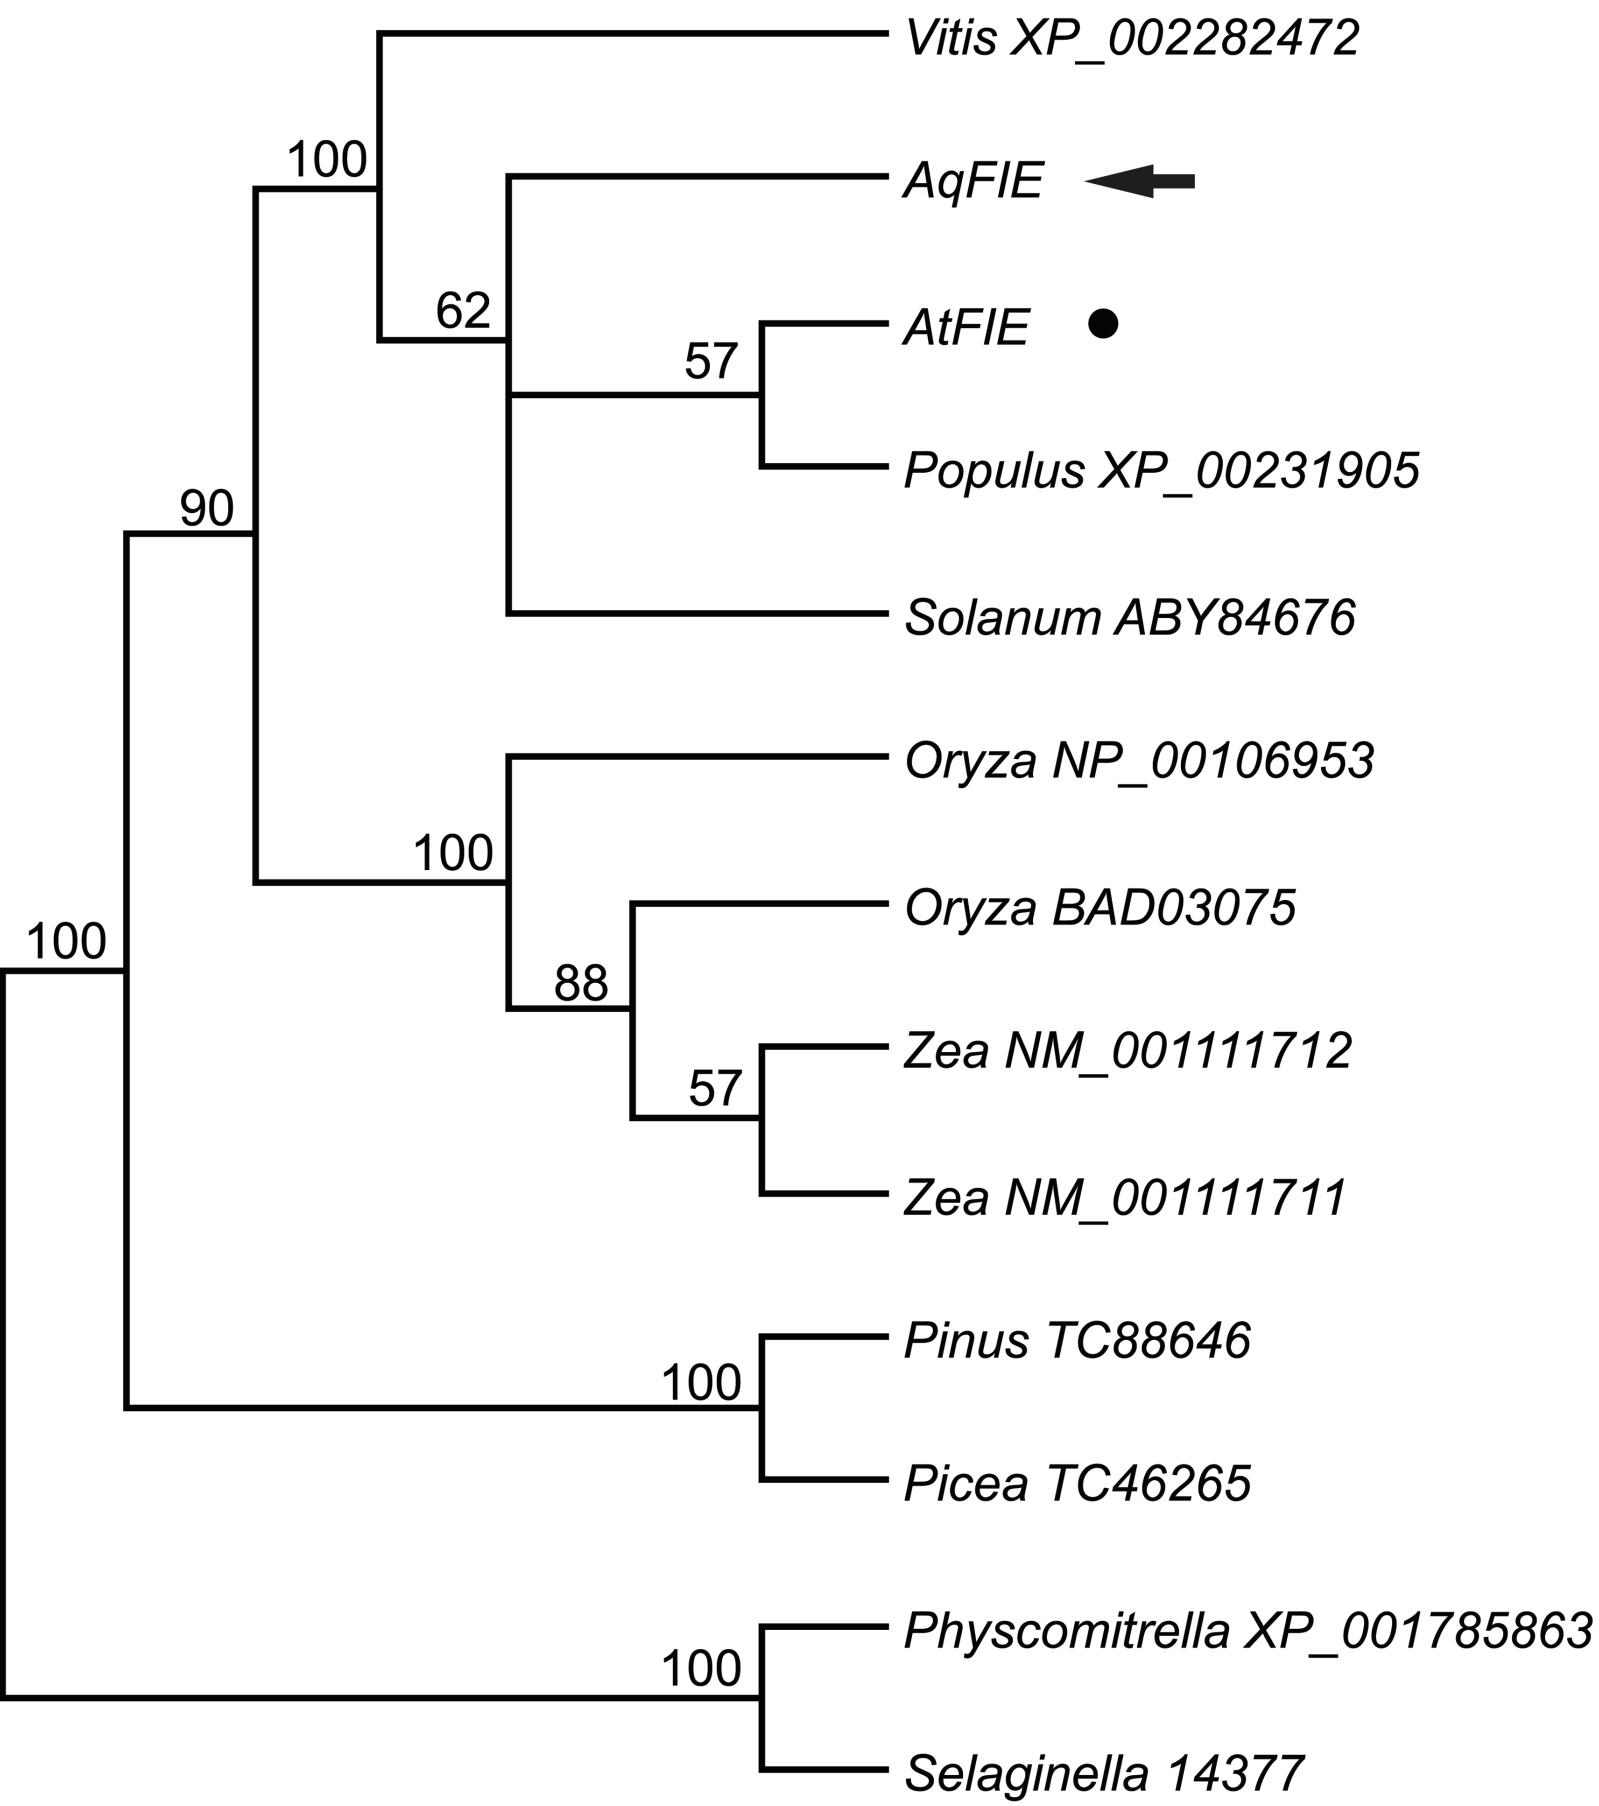 Vitis XP_002282472
100
AqFIE
62
AtFIE
57
Populus XP_00231905
90
Solanum ABY84676
Oryza NP_00106953
100
Oryza BAD03075
100
88
Zea NM_001111712
57
Zea NM_001111711
Pinus TC88646
100
Picea TC46265
Physcomitrella XP_001785863
100
Selaginella 14377